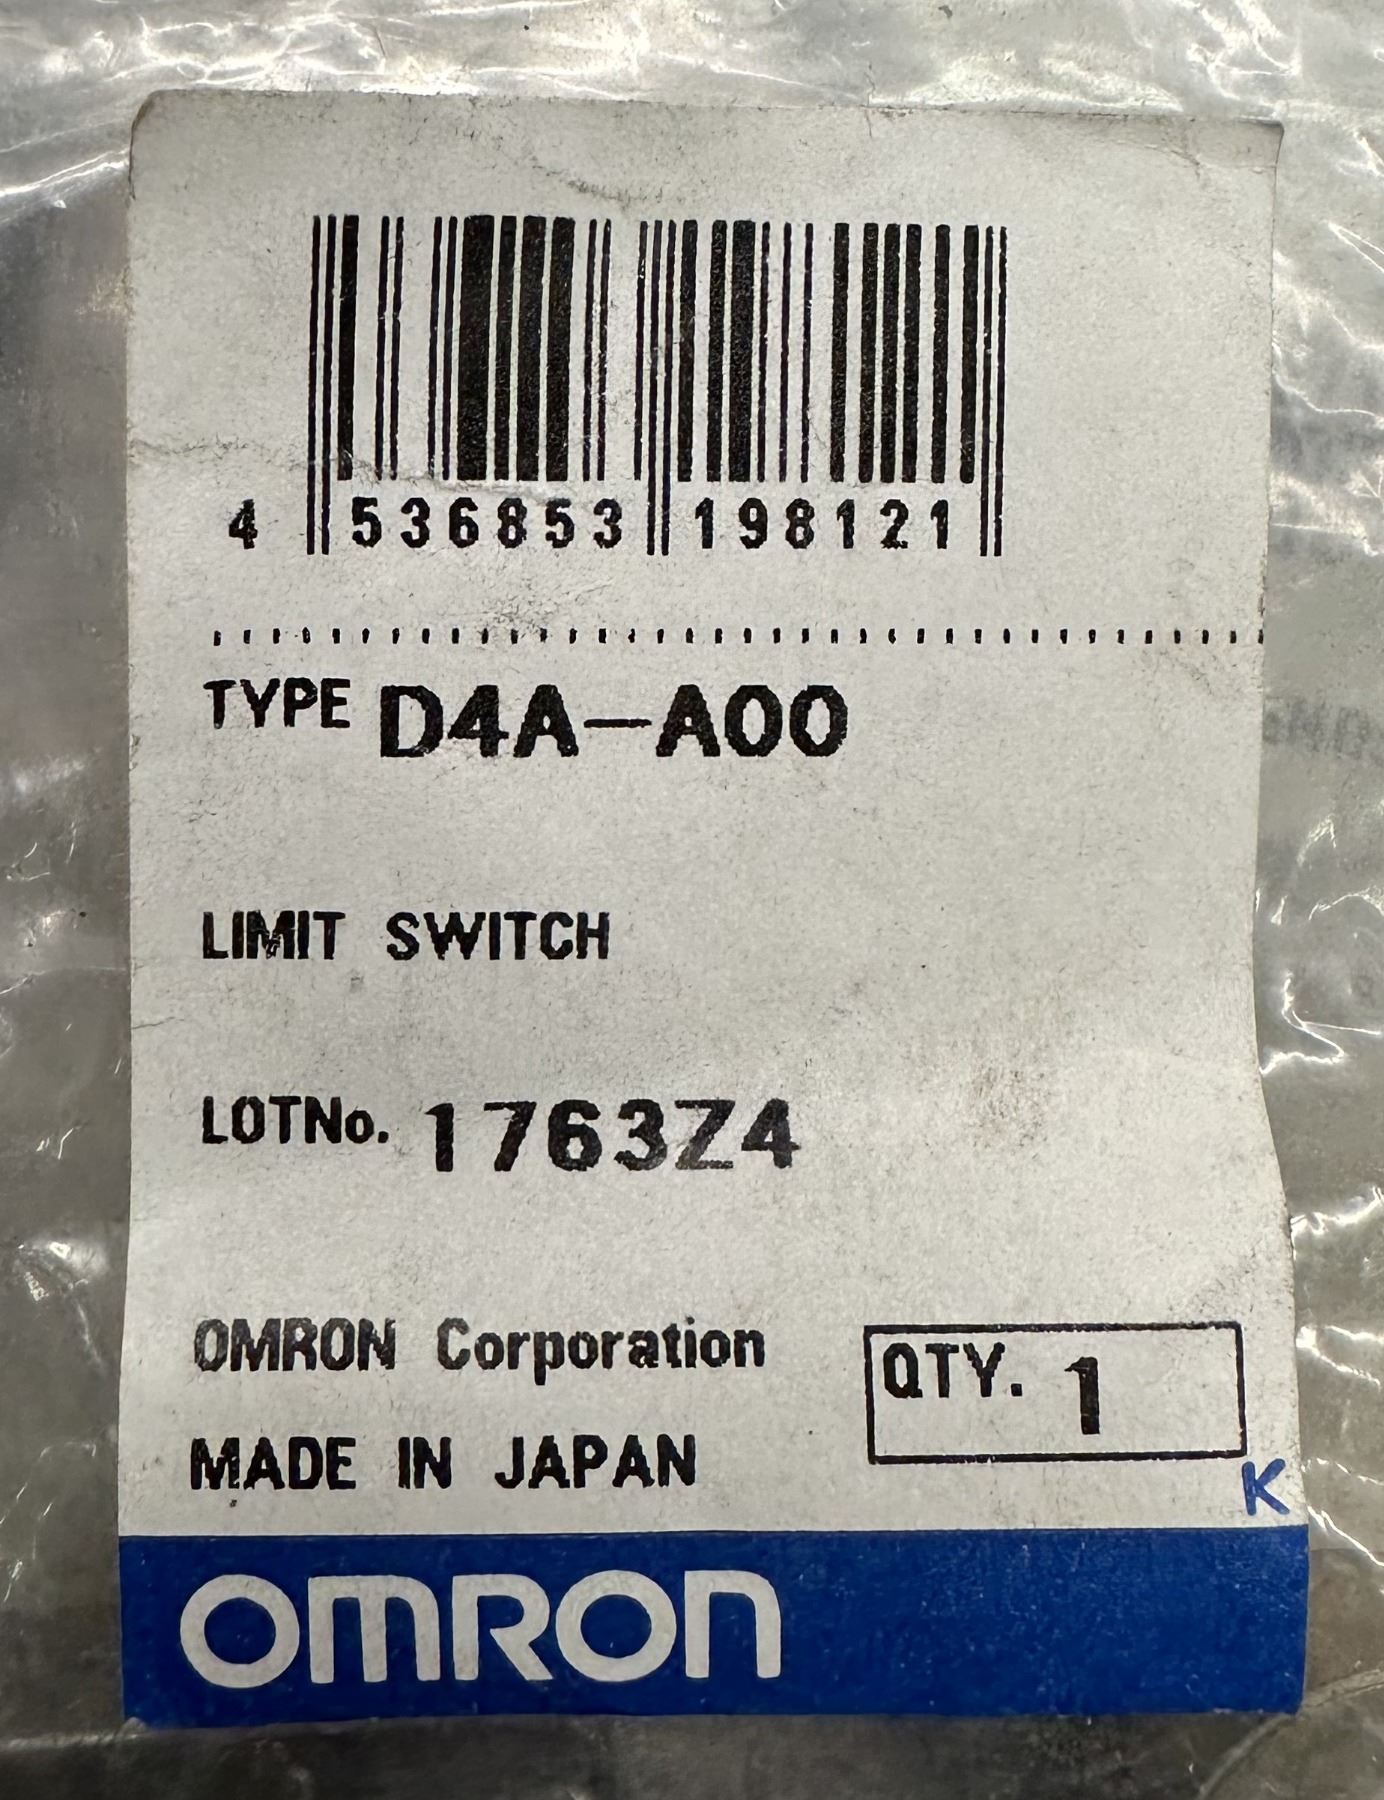 4 536853 198121
TYPE D4A-A00
LIMIT SWITCH
LOTNo. 1763Z4
OMRON Corporation
QTY. 1
MADE IN JAPAN
K
OMRON